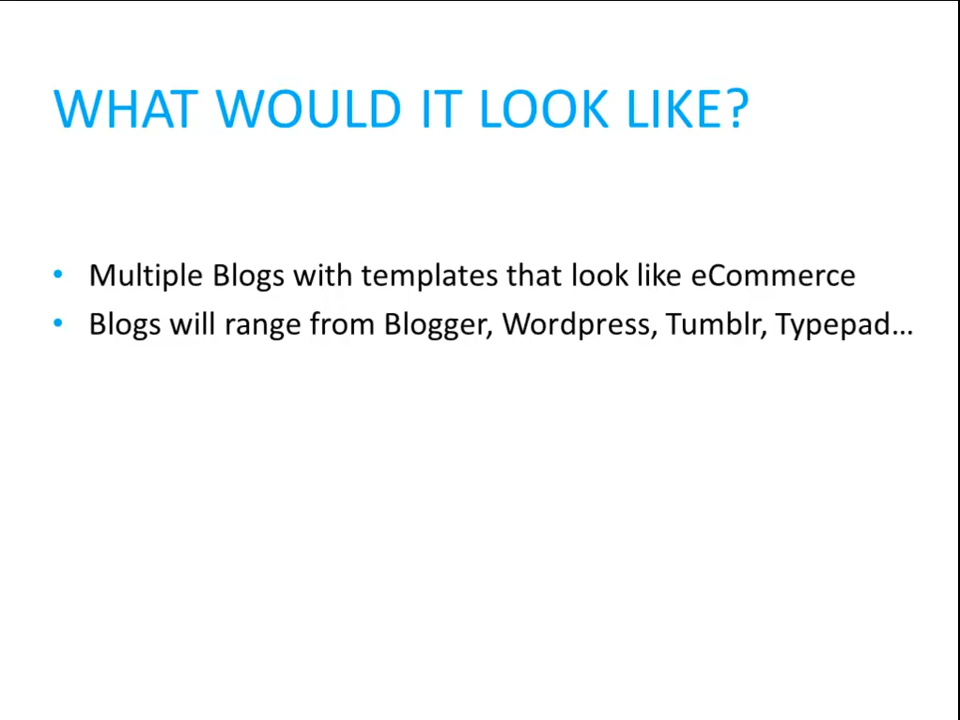 WHAT WOULD IT LOOK LIKE?
• Multiple Blogs with templates that look like eCommerce
• Blogs will range from Blogger, Wordpress, Tumblr, Typepad...